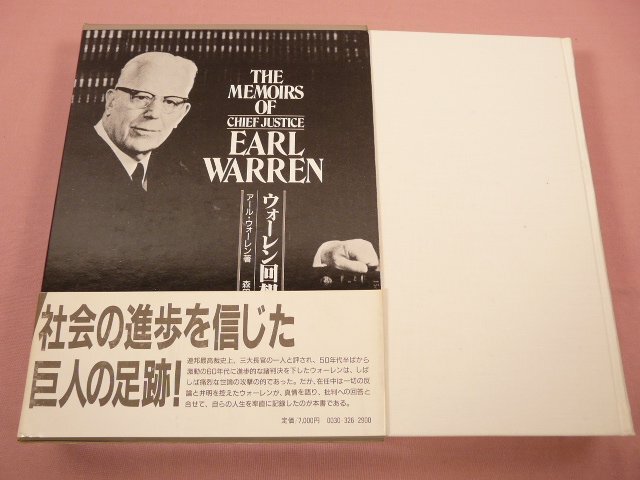 THE
MEMOIRS
OF
CHIEF JUSTICE
EARL
WARREN
ウォーレン回想
アール・ウォーレン著
森田
社会の進歩を信じた
巨人の足跡!
連邦最高裁史上、三大長官の一人と評され、50年代半ばから
激動の60年代に進歩的な諸判決を下したウォーレンは、しば
しば痛烈な世論の攻撃の的であった。だが、在任中は一切の反
論と弁明を控えたウォーレンが、真情を語り、批判への回答と
合せて、自らの人生を率直に記録したのが本書である。
定価 7,000円 0030-326 2900